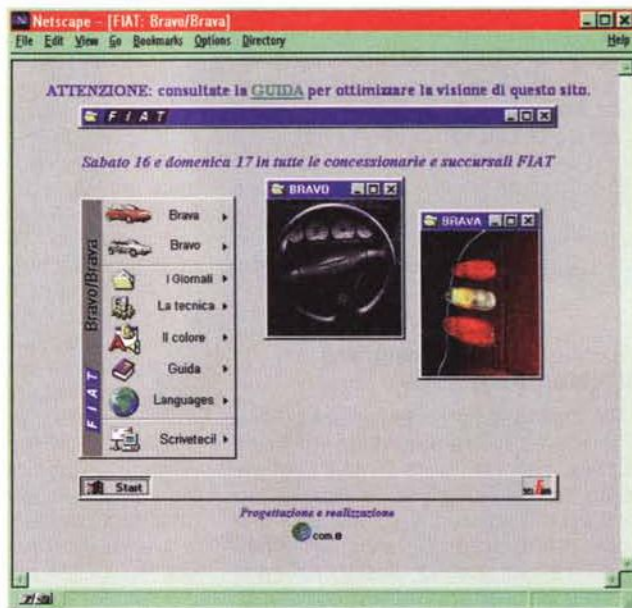 Netscape - [FIAT: Bravo/Brava]
File Edit View Go Bookmarks Options Directory Help
ATTENZIONE: consultate la GUIDA per ottimizzare la visione di questo sito.
FIAT
Sabato 16 e domenica 17 in tutte le concessionarie e succursali FIAT
BRAVO
BRAVA
Bravo/Brava
FIAT
Brava
Bravo
I Giornali
La tecnica
Il colore
Guida
Languages
Scriveteci!
Start
Progettazione e realizzazione
com.e